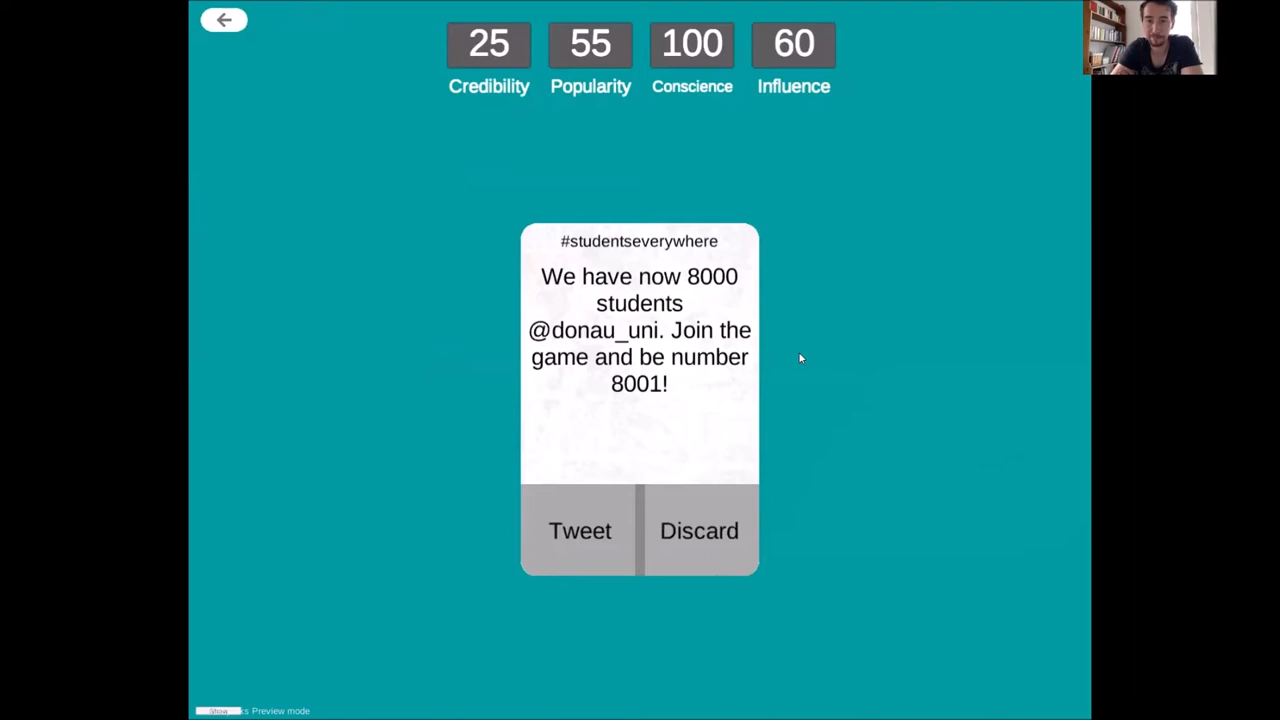 25 55 100 60
Credibility Popularity Conscience Influence
#studentseverywhere
We have now 8000
students
@donau_uni. Join the
game and be number
8001!
Tweet Discard
Show s Preview mode